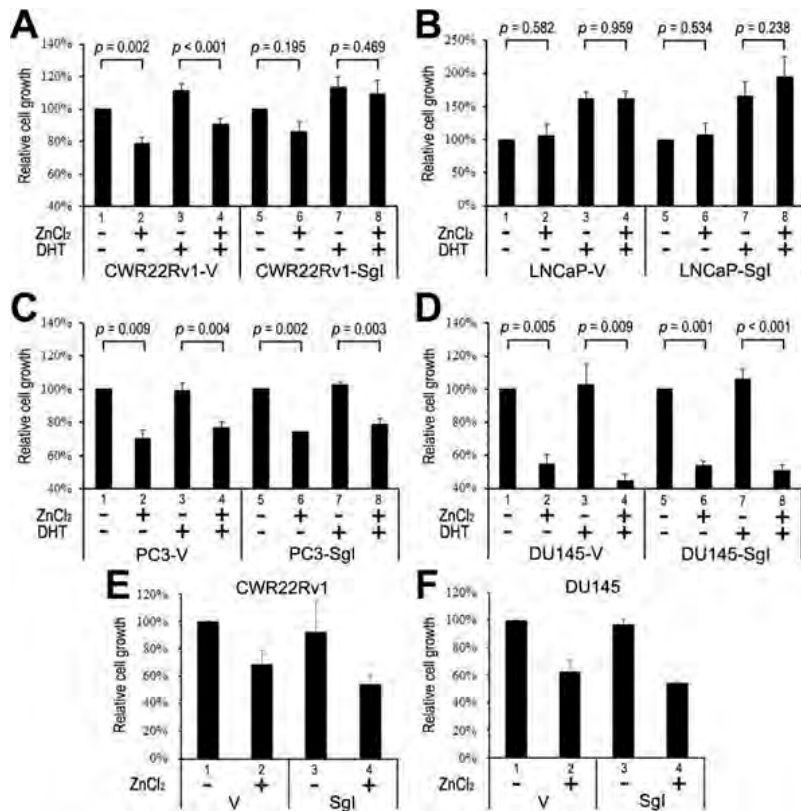 A
B
p = 0.002 p < 0.001 p = 0.195 p = 0.469
p = 0.582 p = 0.959 p = 0.534 p = 0.238
Relative cell growth
140%
120%
100%
80%
60%
40%
1 2 3 4 5 6 7 8
ZnCl₂ - + - + - + - +
DHT - - + + - - + +
CWR22Rv1-V CWR22Rv1-SgI
Relative cell growth
250%
200%
150%
100%
50%
0%
1 2 3 4 5 6 7 8
ZnCl₂ - + - + - + - +
DHT - - + + - - + +
LNCaP-V LNCaP-SgI
C
D
p = 0.009 p = 0.004 p = 0.002 p = 0.003
p = 0.005 p = 0.009 p = 0.001 p < 0.001
Relative cell growth
140%
120%
100%
80%
60%
40%
1 2 3 4 5 6 7 8
ZnCl₂ - + - + - + - +
DHT - - + + - - + +
PC3-V PC3-SgI
Relative cell growth
140%
120%
100%
80%
60%
40%
1 2 3 4 5 6 7 8
ZnCl₂ - + - + - + - +
DHT - - + + - - + +
DU145-V DU145-SgI
E
CWR22Rv1
Relative cell growth
120%
100%
80%
60%
40%
20%
0%
1 2 3 4
ZnCl₂ - + - +
V SgI
F
DU145
Relative cell growth
120%
100%
80%
60%
40%
20%
0%
1 2 3 4
ZnCl₂ - + - +
V SgI